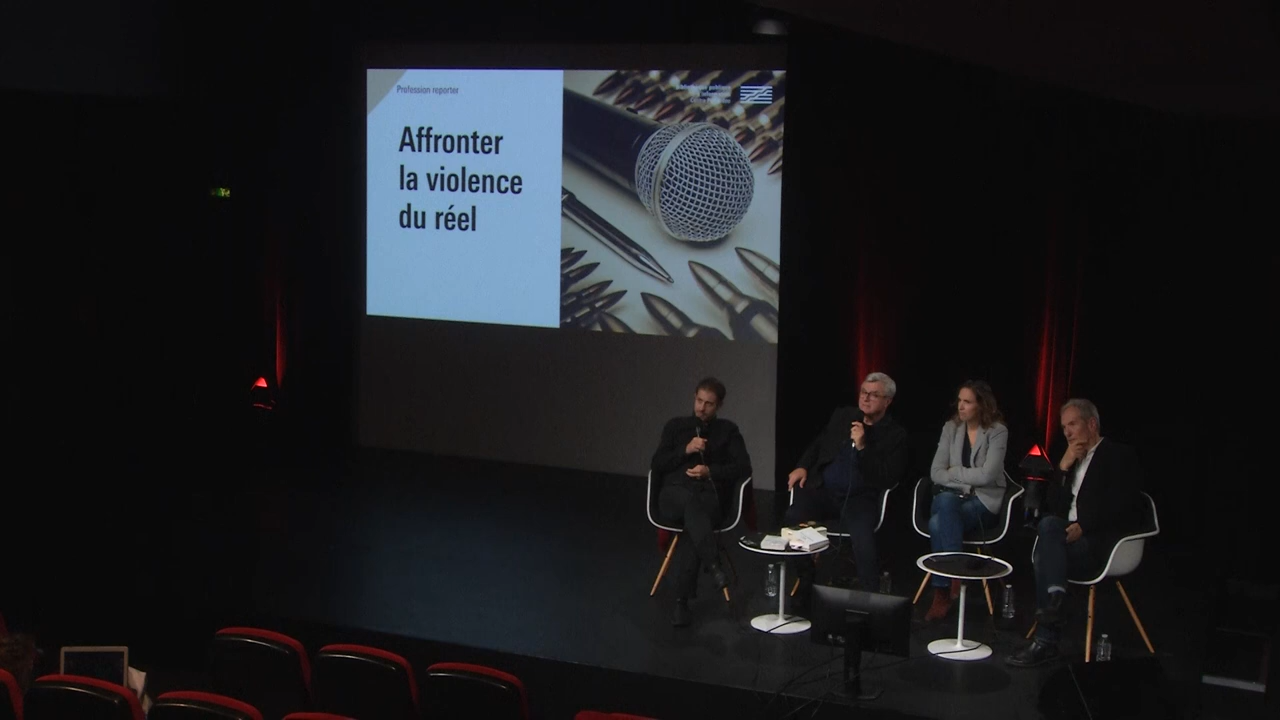 Profession reporter
Affronter
la violence
du réel